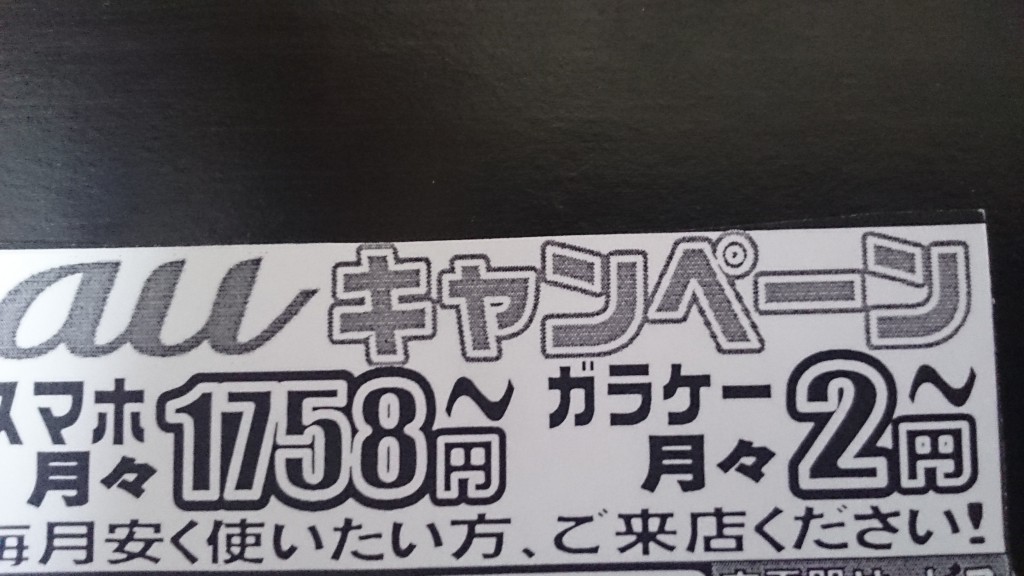 au キャンペーン
スマホ 月々 1758円～ ガラケー 月々 2円～
毎月安く使いたい方、ご来店ください!